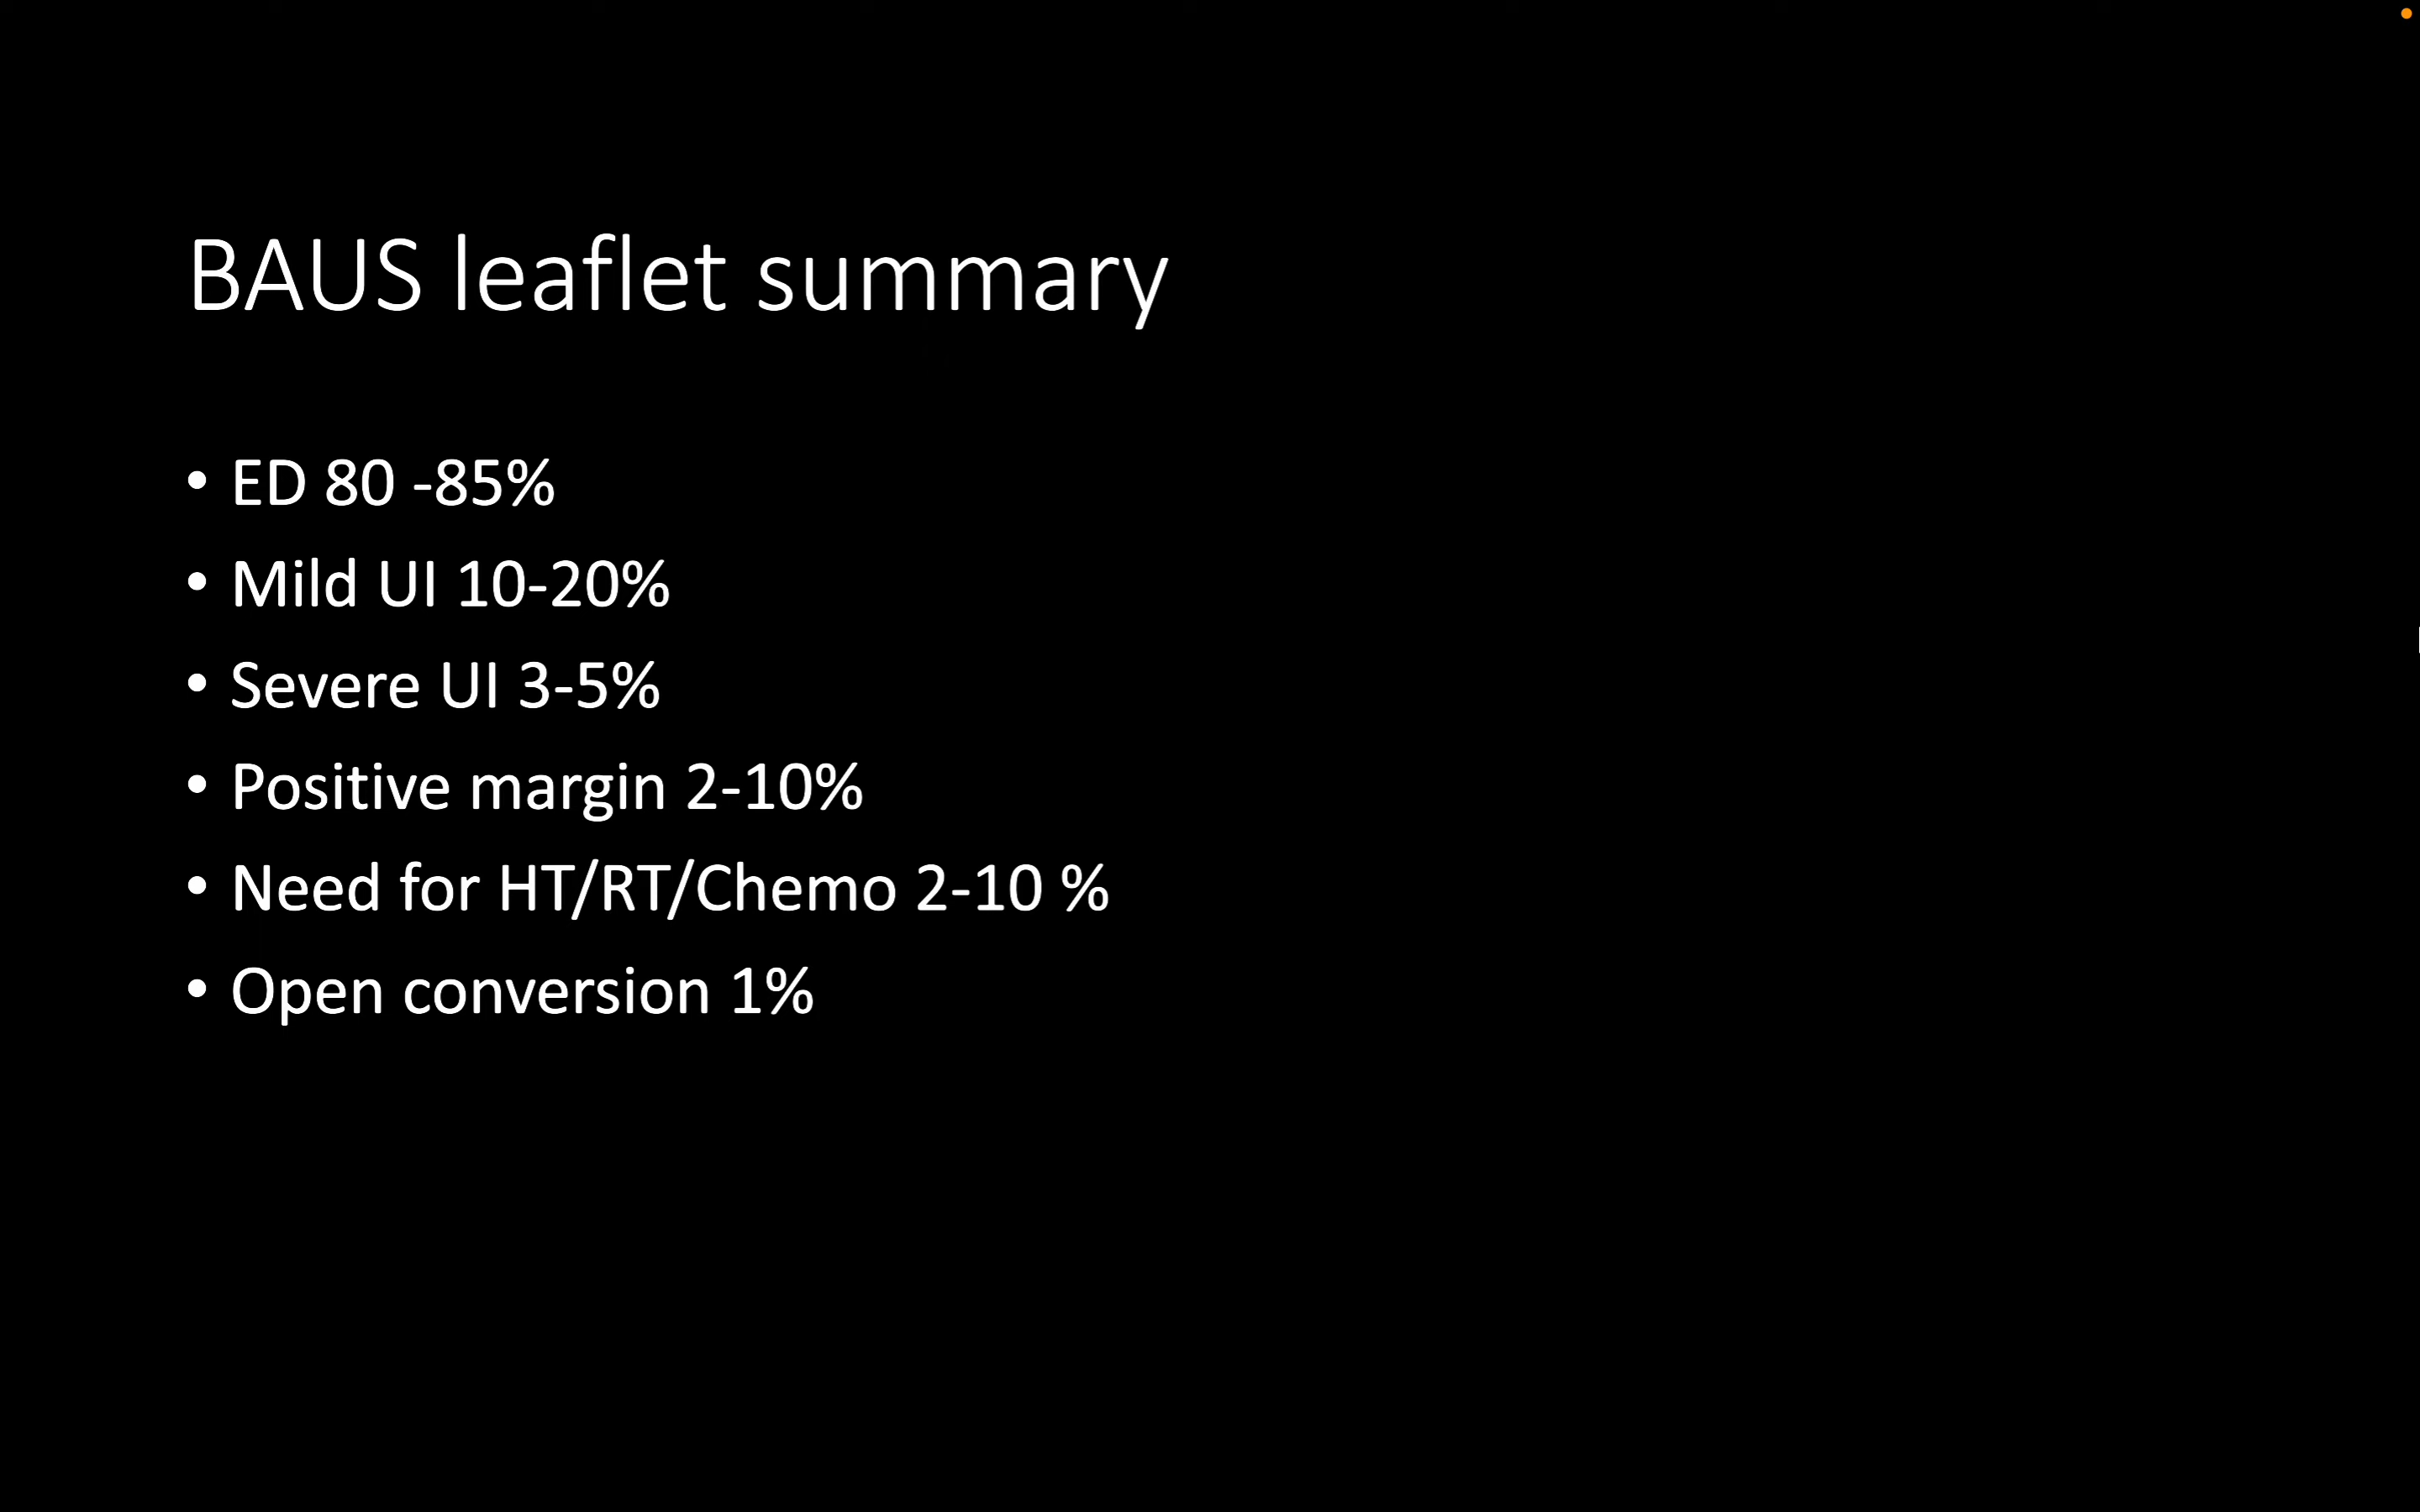 BAUS leaflet summary
• ED 80 -85%
• Mild UI 10-20%
• Severe UI 3-5%
• Positive margin 2-10%
• Need for HT/RT/Chemo 2-10 %
• Open conversion 1%